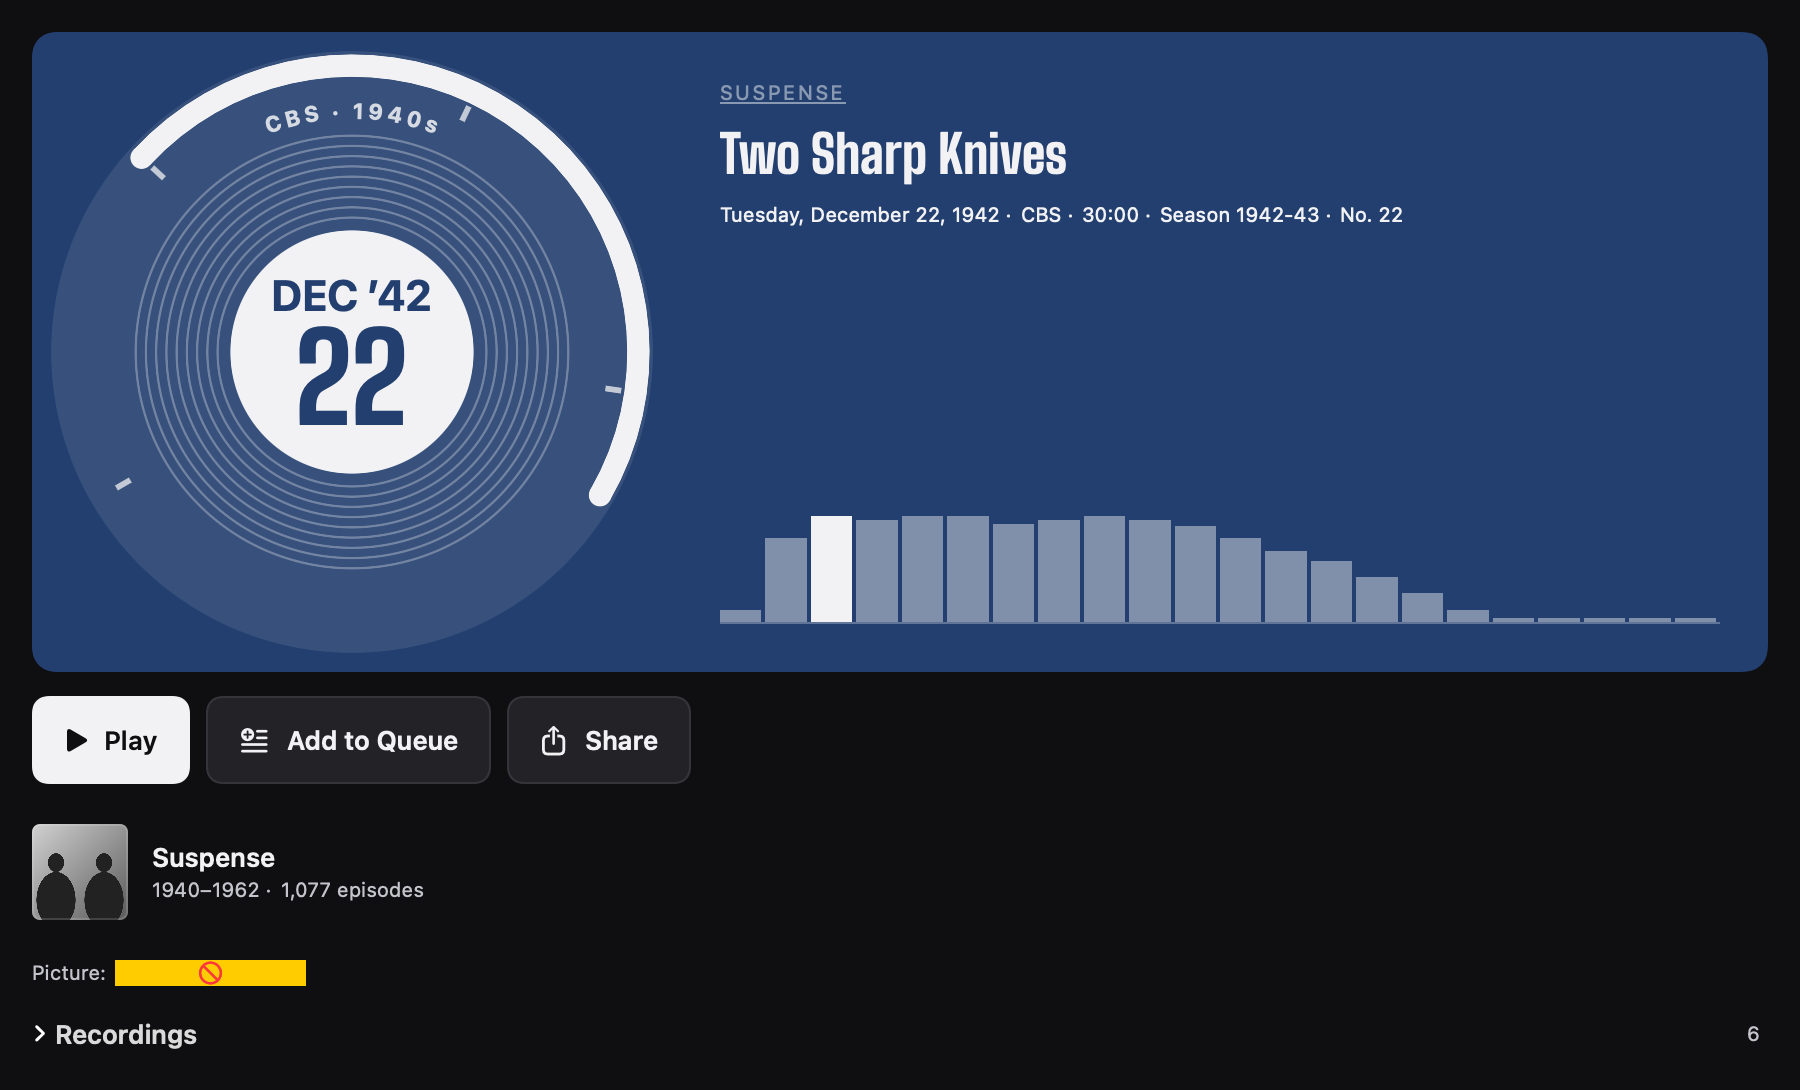 CBS · 1940s
DEC ’42
22
SUSPENSE
Two Sharp Knives
Tuesday, December 22, 1942 · CBS · 30:00 · Season 1942-43 · No. 22
Play
Add to Queue
Share
Suspense
1940–1962 · 1,077 episodes
Picture:
Recordings
6